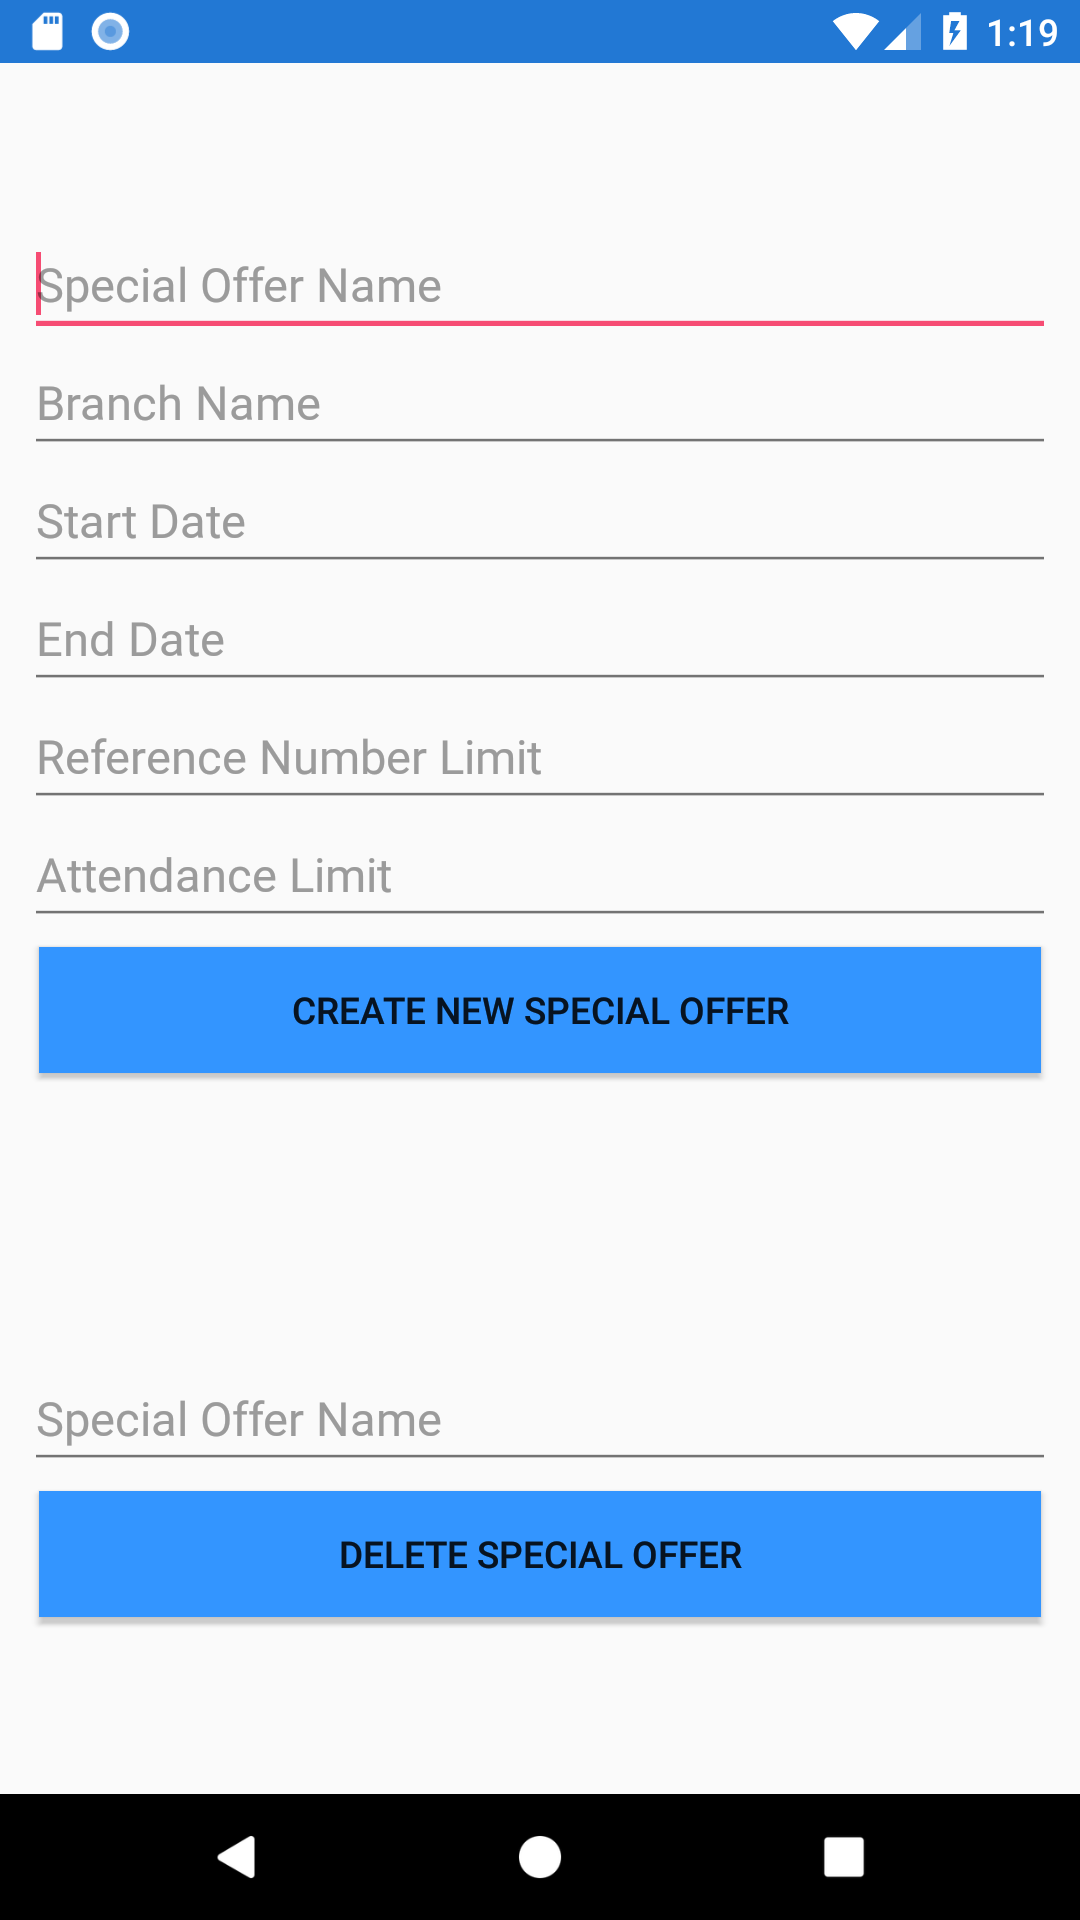 1:19
Special Offer Name
Branch Name
Start Date
End Date
Reference Number Limit
Attendance Limit
CREATE NEW SPECIAL OFFER
Special Offer Name
DELETE SPECIAL OFFER